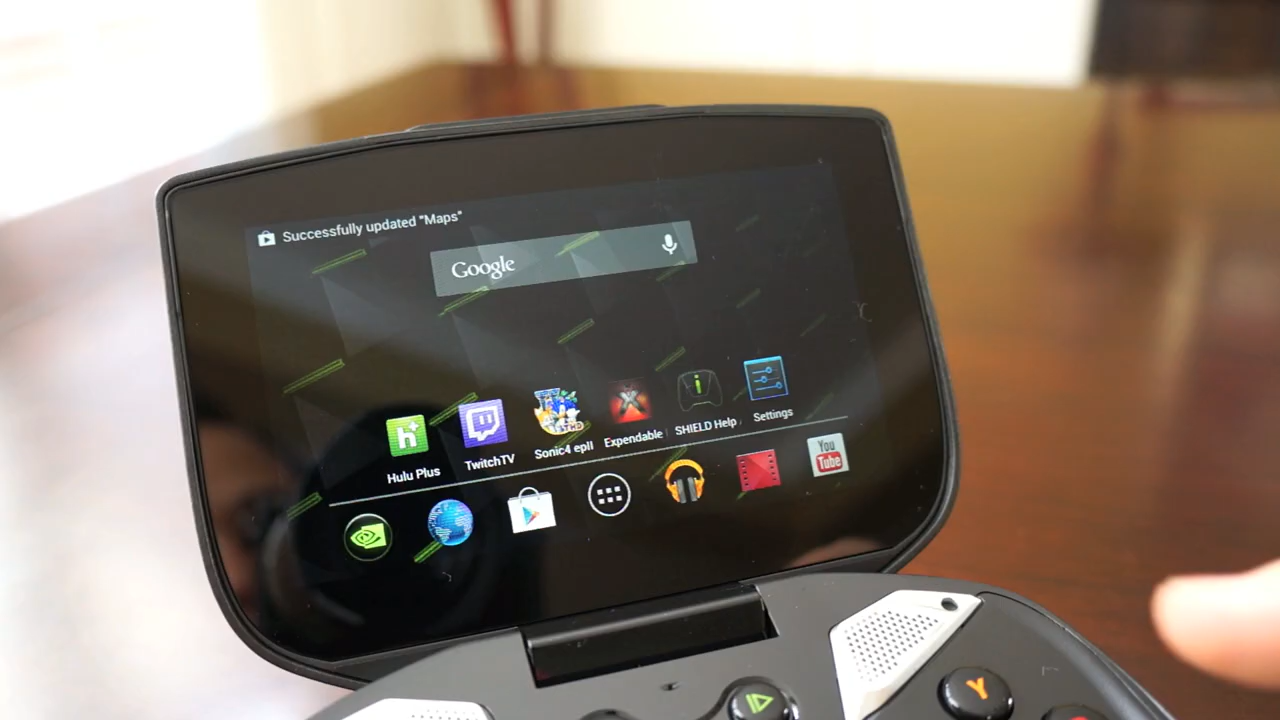 Successfully updated "Maps"
Google
Hulu Plus
TwitchTV
Sonic4 epII
Expendable
SHIELD Help
Settings
You
Tube
Y